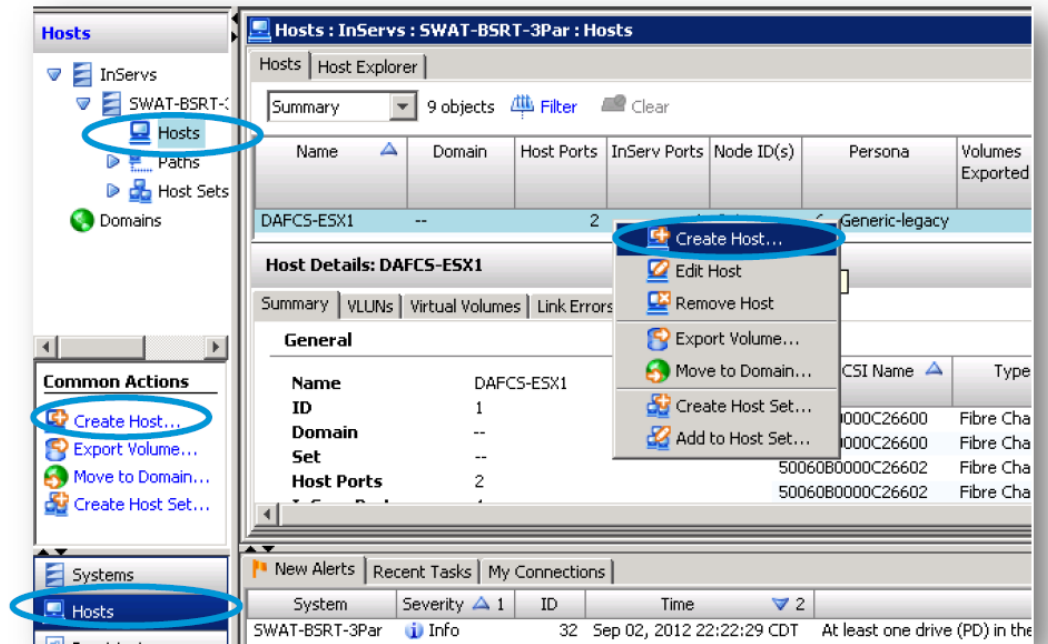 Hosts
InServs
SWAT-BSRT-
Hosts
Paths
Host Sets
Domains
Common Actions
Create Host...
Export Volume...
Move to Domain...
Create Host Set...
Systems
Hosts
Hosts : InServs : SWAT-BSRT-3Par : Hosts
Hosts Host Explorer
Summary 9 objects Filter Clear
Name Domain Host Ports InServ Ports Node ID(s) Persona Volumes Exported
DAFCS-ESX1 -- 2 Generic-legacy
Create Host...
Edit Host
Remove Host
Export Volume...
Move to Domain...
Create Host Set...
Add to Host Set...
Host Details: DAFCS-ESX1
Summary VLUNs Virtual Volumes Link Errors
General
Name DAFCS-ESX1
ID 1
Domain --
Set --
Host Ports 2
CSI Name Type
0000C26600 Fibre Cha
0000C26600 Fibre Cha
50060B0000C26602 Fibre Cha
50060B0000C26602 Fibre Cha
New Alerts Recent Tasks My Connections
System Severity 1 ID Time 2
SWAT-BSRT-3Par Info 32 Sep 02, 2012 22:22:29 CDT At least one drive (PD) in the